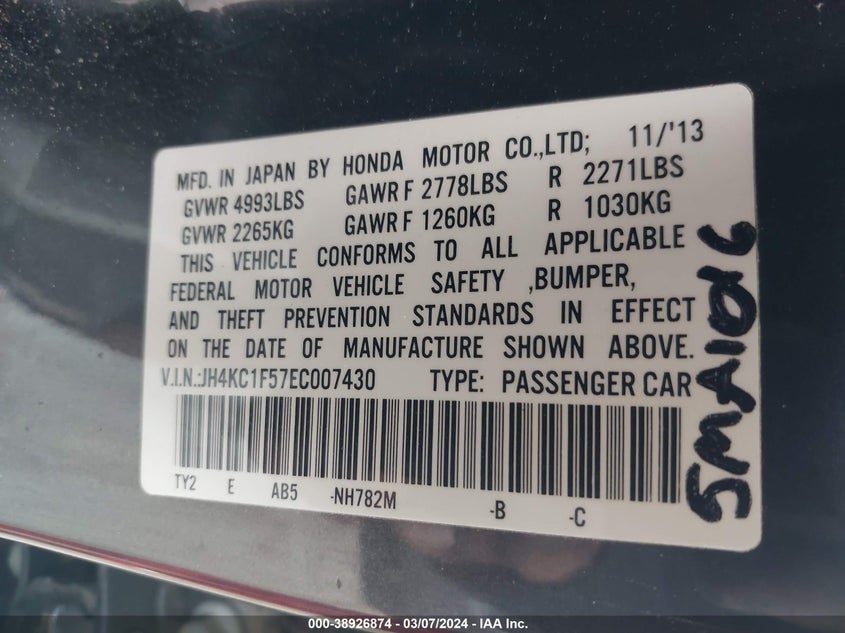 MFD. IN JAPAN BY HONDA MOTOR CO.,LTD; 11/'13
GVWR 4993LBS GAWR F 2778LBS R 2271LBS
GVWR 2265KG GAWR F 1260KG R 1030KG
THIS VEHICLE CONFORMS TO ALL APPLICABLE
FEDERAL MOTOR VEHICLE SAFETY ,BUMPER,
AND THEFT PREVENTION STANDARDS IN EFFECT
ON THE DATE OF MANUFACTURE SHOWN ABOVE.
V.I.N.:JH4KC1F57EC007430 TYPE: PASSENGER CAR
TY2 E AB5 -NH782M -B -C
000-38926874 — 03/07/2024 — IAA Inc.